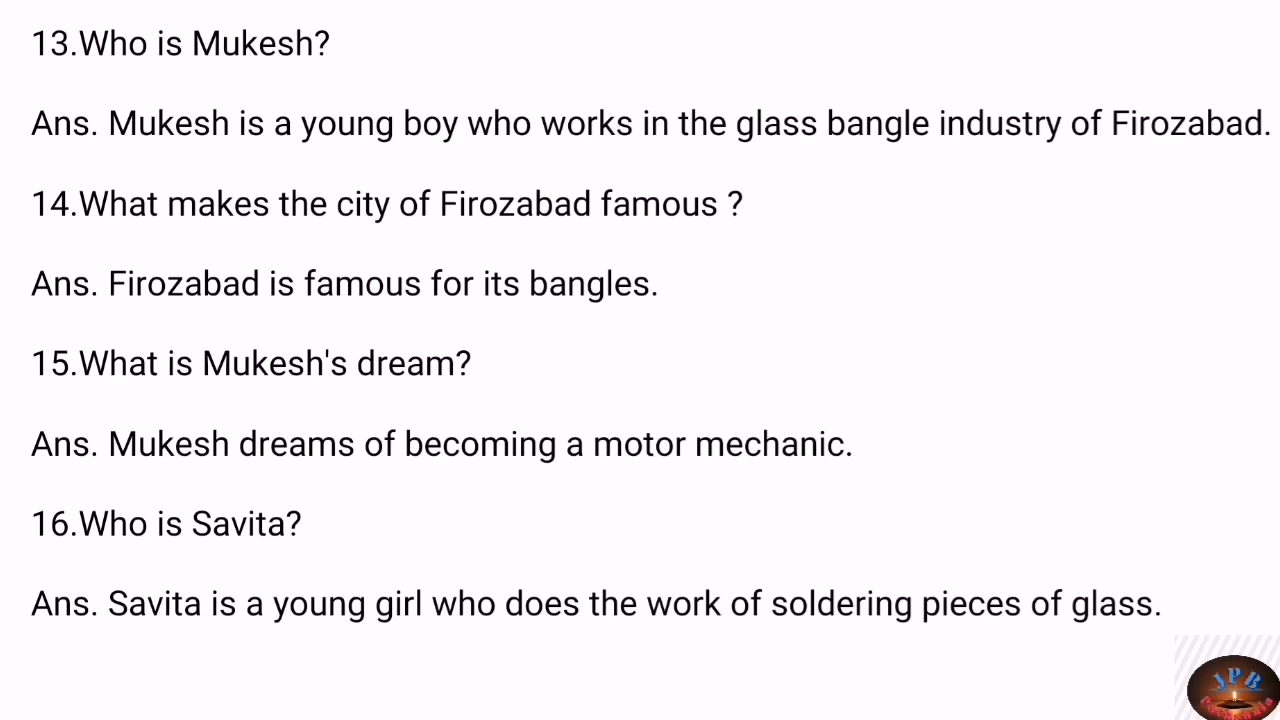 13.Who is Mukesh?
Ans. Mukesh is a young boy who works in the glass bangle industry of Firozabad.
14.What makes the city of Firozabad famous ?
Ans. Firozabad is famous for its bangles.
15.What is Mukesh's dream?
Ans. Mukesh dreams of becoming a motor mechanic.
16.Who is Savita?
Ans. Savita is a young girl who does the work of soldering pieces of glass.
JPB